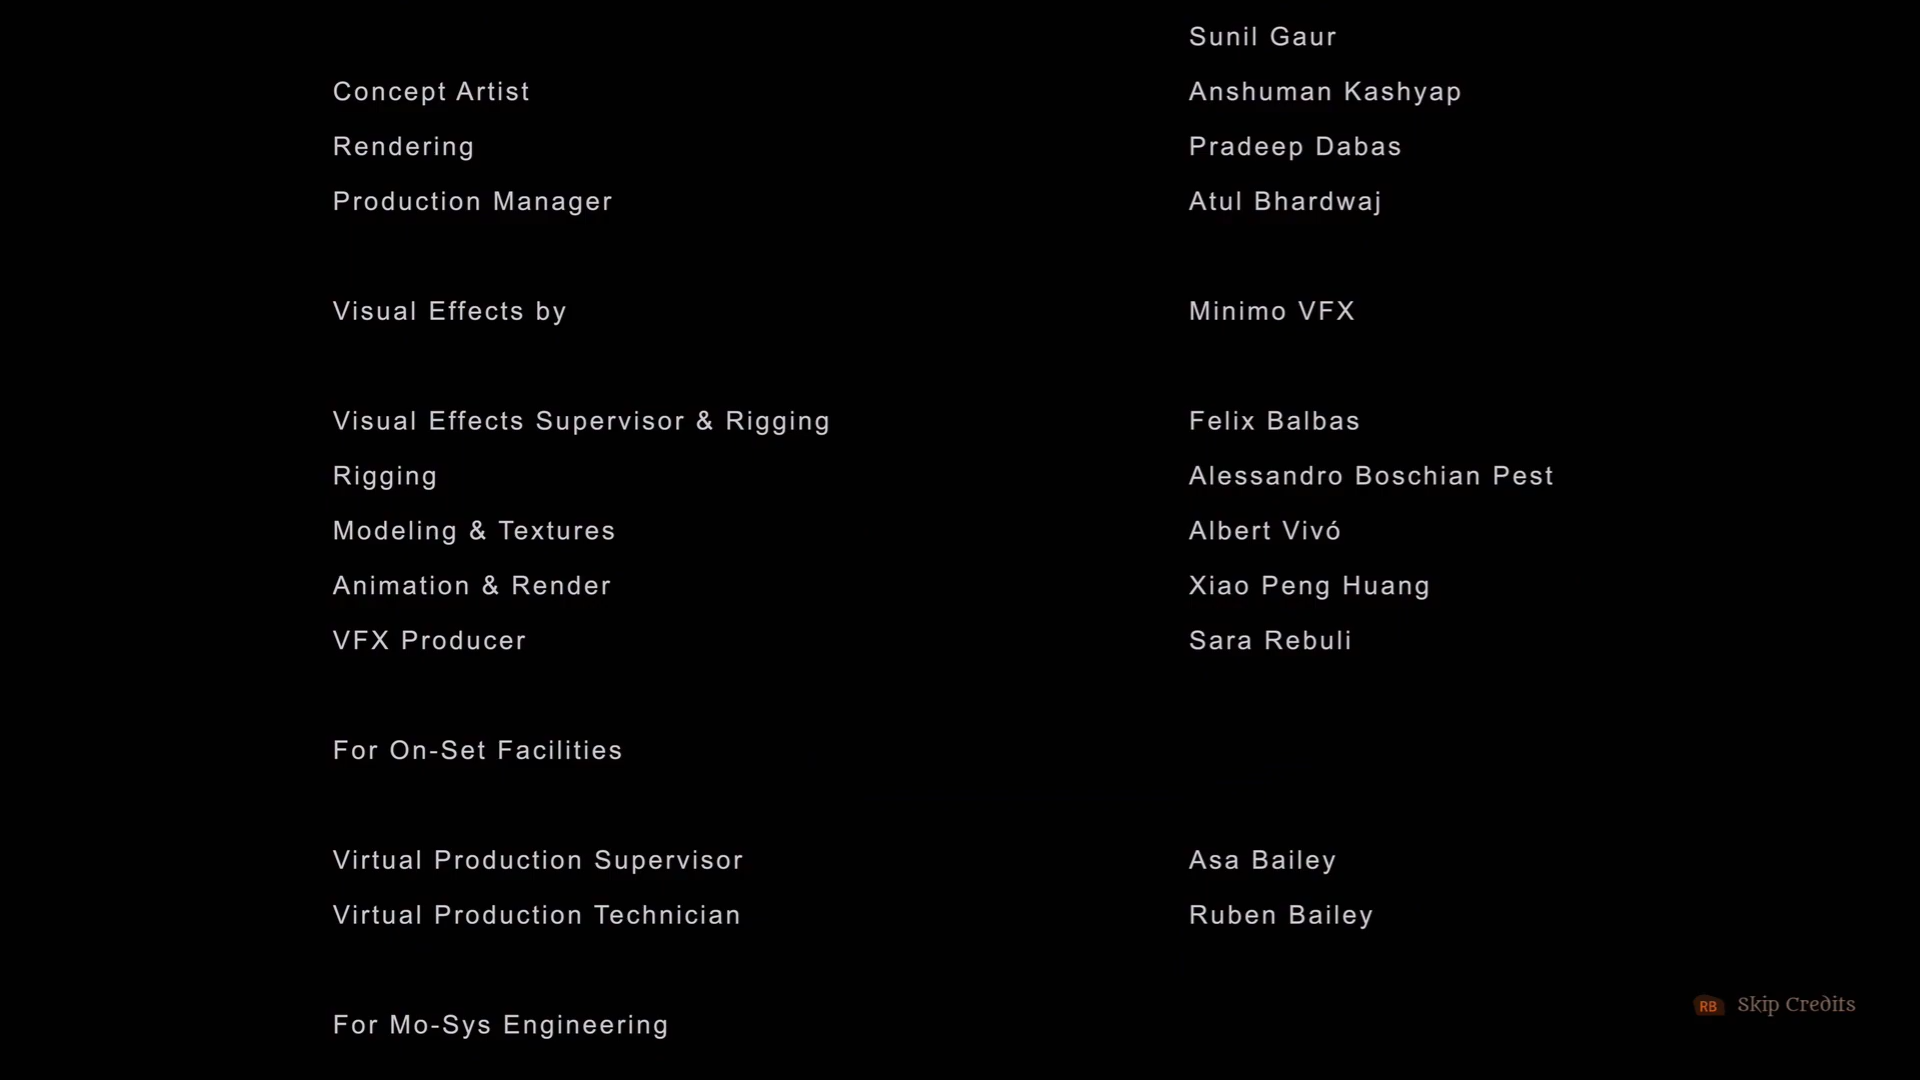 Sunil Gaur
Concept Artist Anshuman Kashyap
Rendering Pradeep Dabas
Production Manager Atul Bhardwaj
Visual Effects by Minimo VFX
Visual Effects Supervisor & Rigging Felix Balbas
Rigging Alessandro Boschian Pest
Modeling & Textures Albert Vivó
Animation & Render Xiao Peng Huang
VFX Producer Sara Rebuli
For On-Set Facilities
Virtual Production Supervisor Asa Bailey
Virtual Production Technician Ruben Bailey
RB Skip Credits
For Mo-Sys Engineering